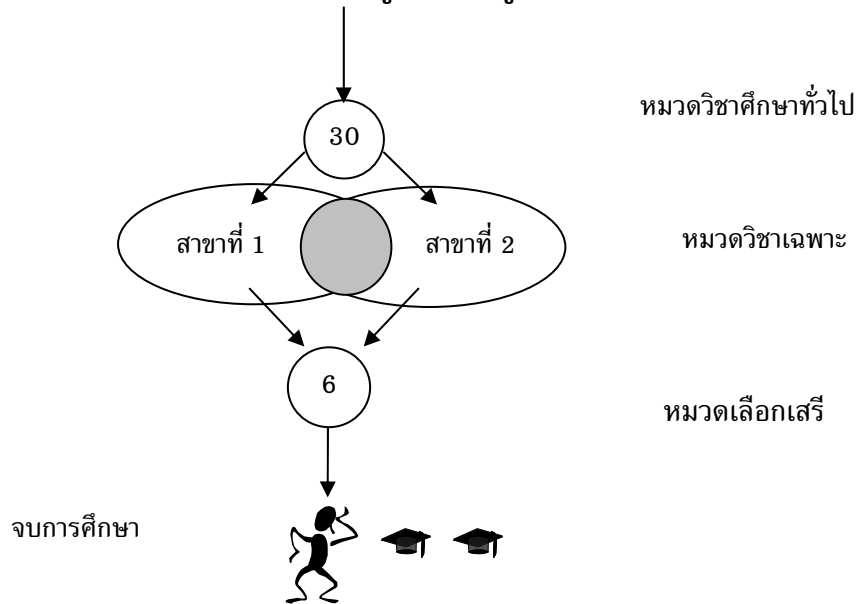 30
หมวดวิชาศึกษาทั่วไป
สาขาที่ 1
สาขาที่ 2
หมวดวิชาเฉพาะ
6
หมวดเลือกเสรี
จบการศึกษา